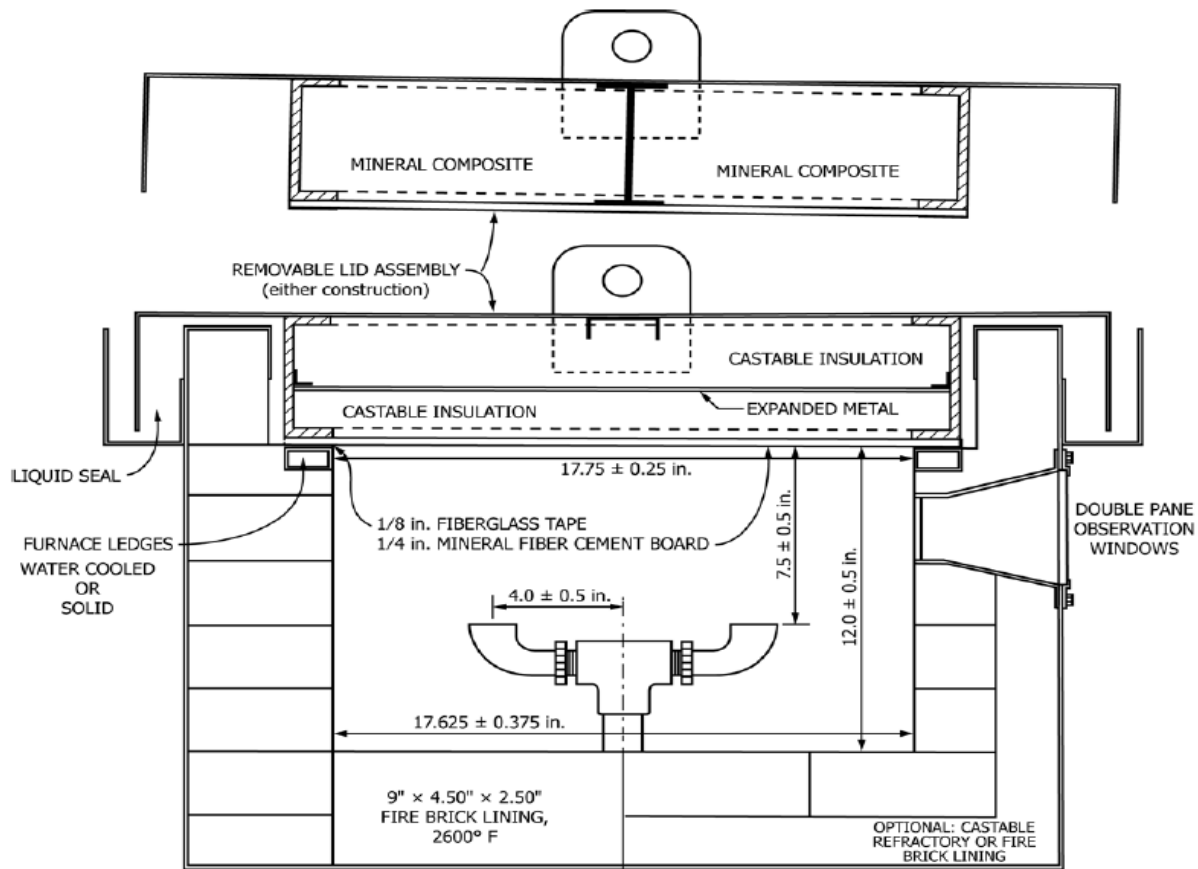 MINERAL COMPOSITE
MINERAL COMPOSITE
REMOVABLE LID ASSEMBLY
(either construction)
CASTABLE INSULATION
CASTABLE INSULATION
EXPANDED METAL
LIQUID SEAL
17.75 ± 0.25 in.
1/8 in. FIBERGLASS TAPE
1/4 in. MINERAL FIBER CEMENT BOARD
7.5 ± 0.5 in.
12.0 ± 0.5 in.
DOUBLE PANE
OBSERVATION
WINDOWS
FURNACE LEDGES
WATER COOLED
OR
SOLID
4.0 ± 0.5 in.
17.625 ± 0.375 in.
9" × 4.50" × 2.50"
FIRE BRICK LINING,
2600° F
OPTIONAL: CASTABLE
REFRACTORY OR FIRE
BRICK LINING